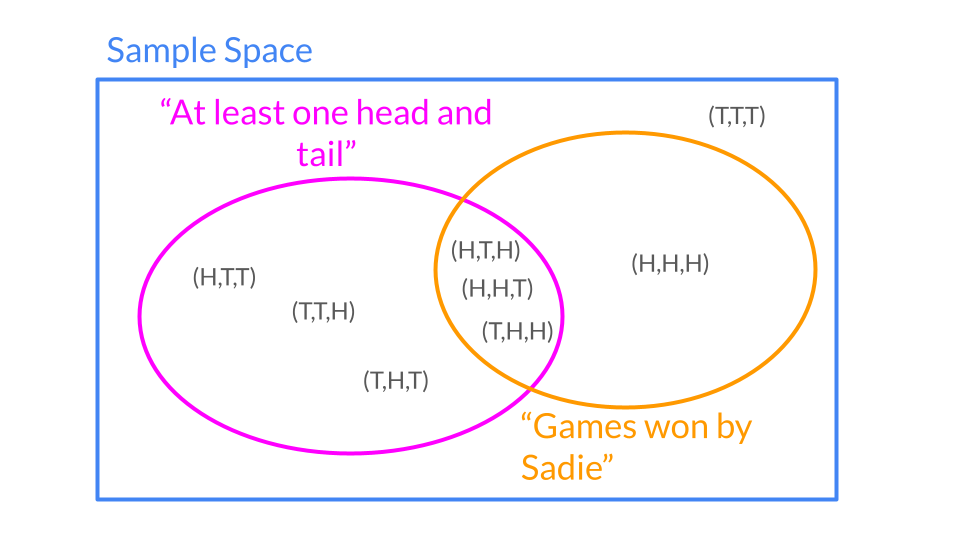 Sample Space
“At least one head and
tail”
(T,T,T)
(H,T,H)
(H,H,H)
(H,T,T)
(H,H,T)
(T,T,H)
(T,H,H)
(T,H,T)
“Games won by
Sadie”